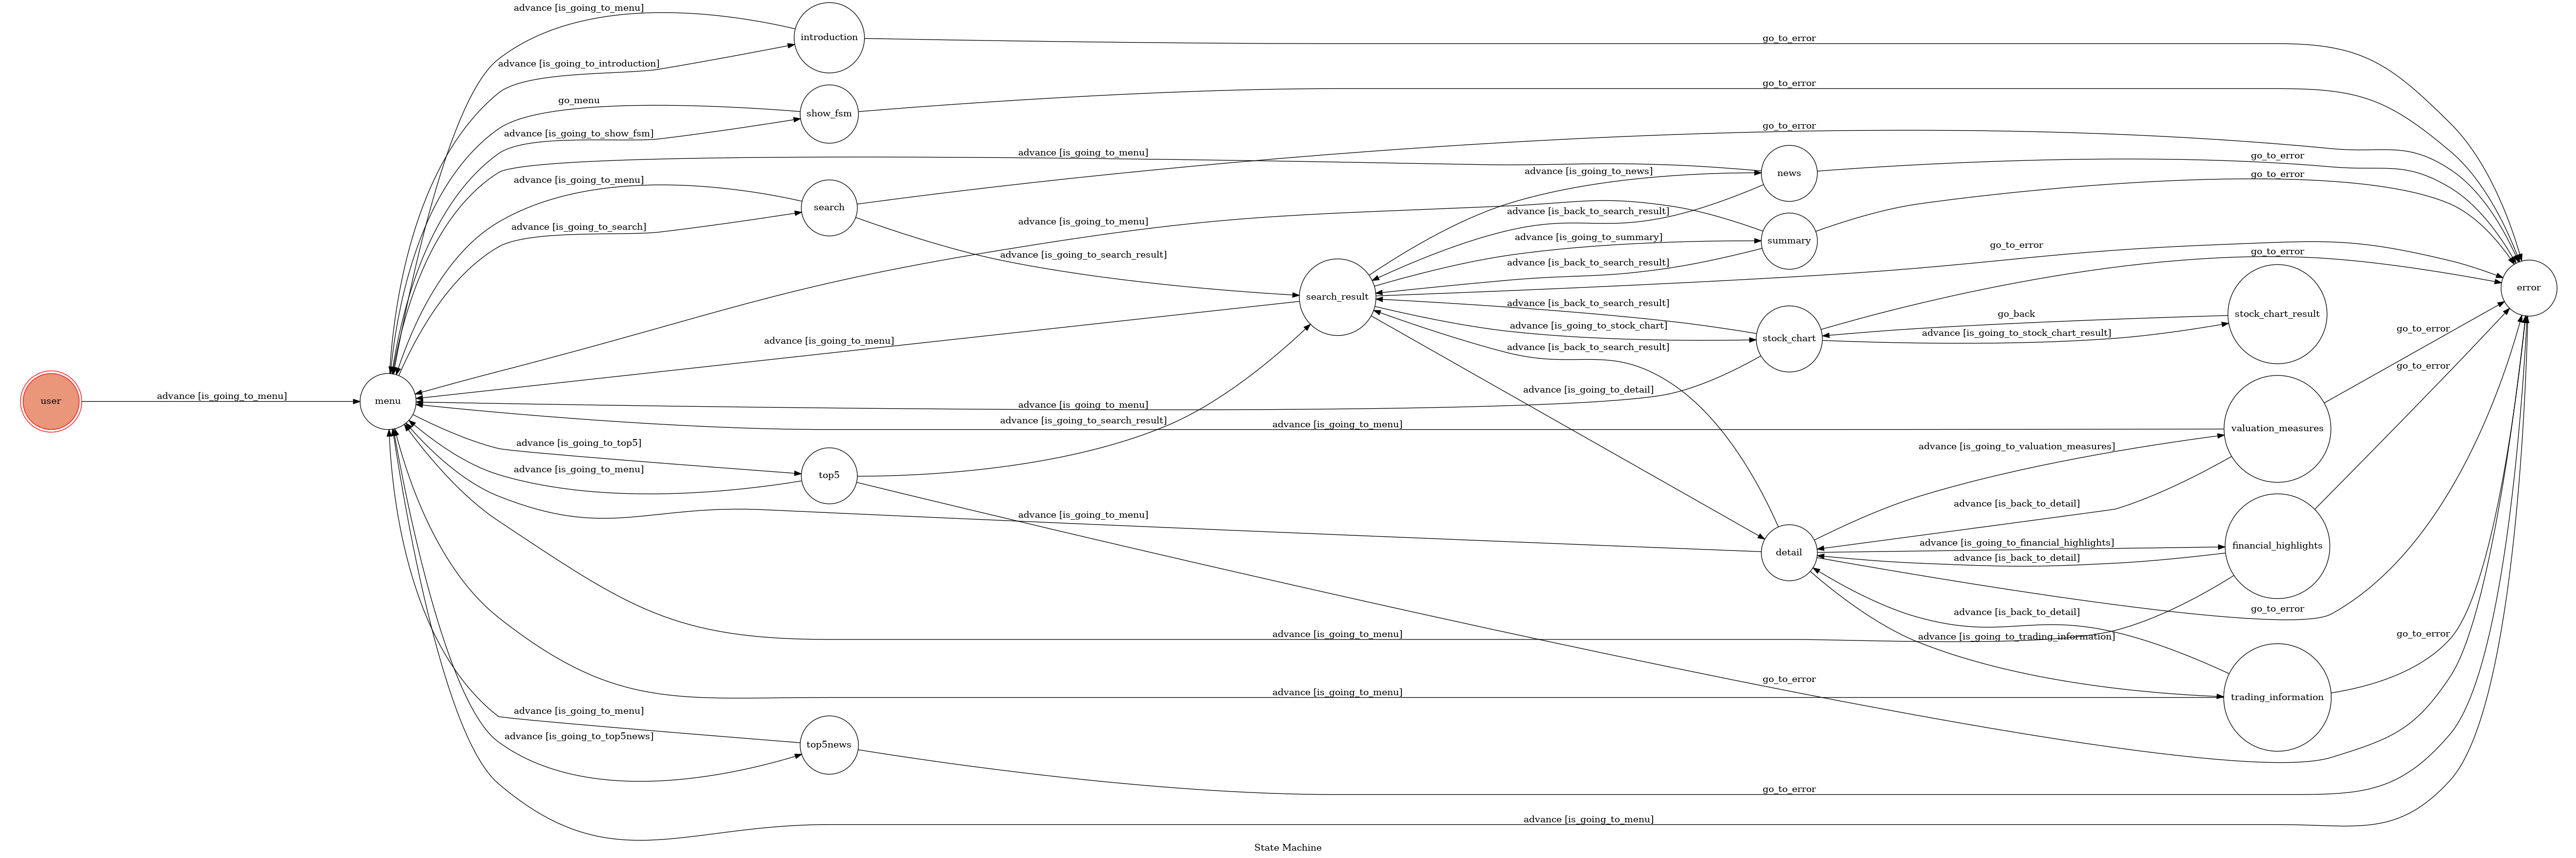 advance [is_going_to_menu]
introduction
go_to_error
advance [is_going_to_introduction]
go_to_error
go_menu
show_fsm
advance [is_going_to_show_fsm]
go_to_error
advance [is_going_to_menu]
go_to_error
advance [is_going_to_news]
news
go_to_error
advance [is_going_to_menu]
search
advance [is_back_to_search_result]
advance [is_going_to_menu]
advance [is_going_to_search]
advance [is_going_to_summary]
summary
go_to_error
go_to_error
advance [is_going_to_search_result]
advance [is_back_to_search_result]
error
search_result
advance [is_back_to_search_result]
go_back
stock_chart_result
advance [is_going_to_stock_chart]
stock_chart
advance [is_going_to_stock_chart_result]
go_to_error
advance [is_going_to_menu]
advance [is_back_to_search_result]
go_to_error
advance [is_going_to_detail]
user
advance [is_going_to_menu]
menu
advance [is_going_to_menu]
advance [is_going_to_search_result]
advance [is_going_to_menu]
valuation_measures
advance [is_going_to_top5]
advance [is_going_to_valuation_measures]
advance [is_going_to_menu]
top5
advance [is_back_to_detail]
advance [is_going_to_menu]
advance [is_going_to_financial_highlights]
financial_highlights
detail
advance [is_back_to_detail]
go_to_error
advance [is_back_to_detail]
advance [is_going_to_menu]
advance [is_going_to_trading_information]
go_to_error
go_to_error
advance [is_going_to_menu]
trading_information
advance [is_going_to_menu]
advance [is_going_to_top5news]
top5news
go_to_error
advance [is_going_to_menu]
State Machine